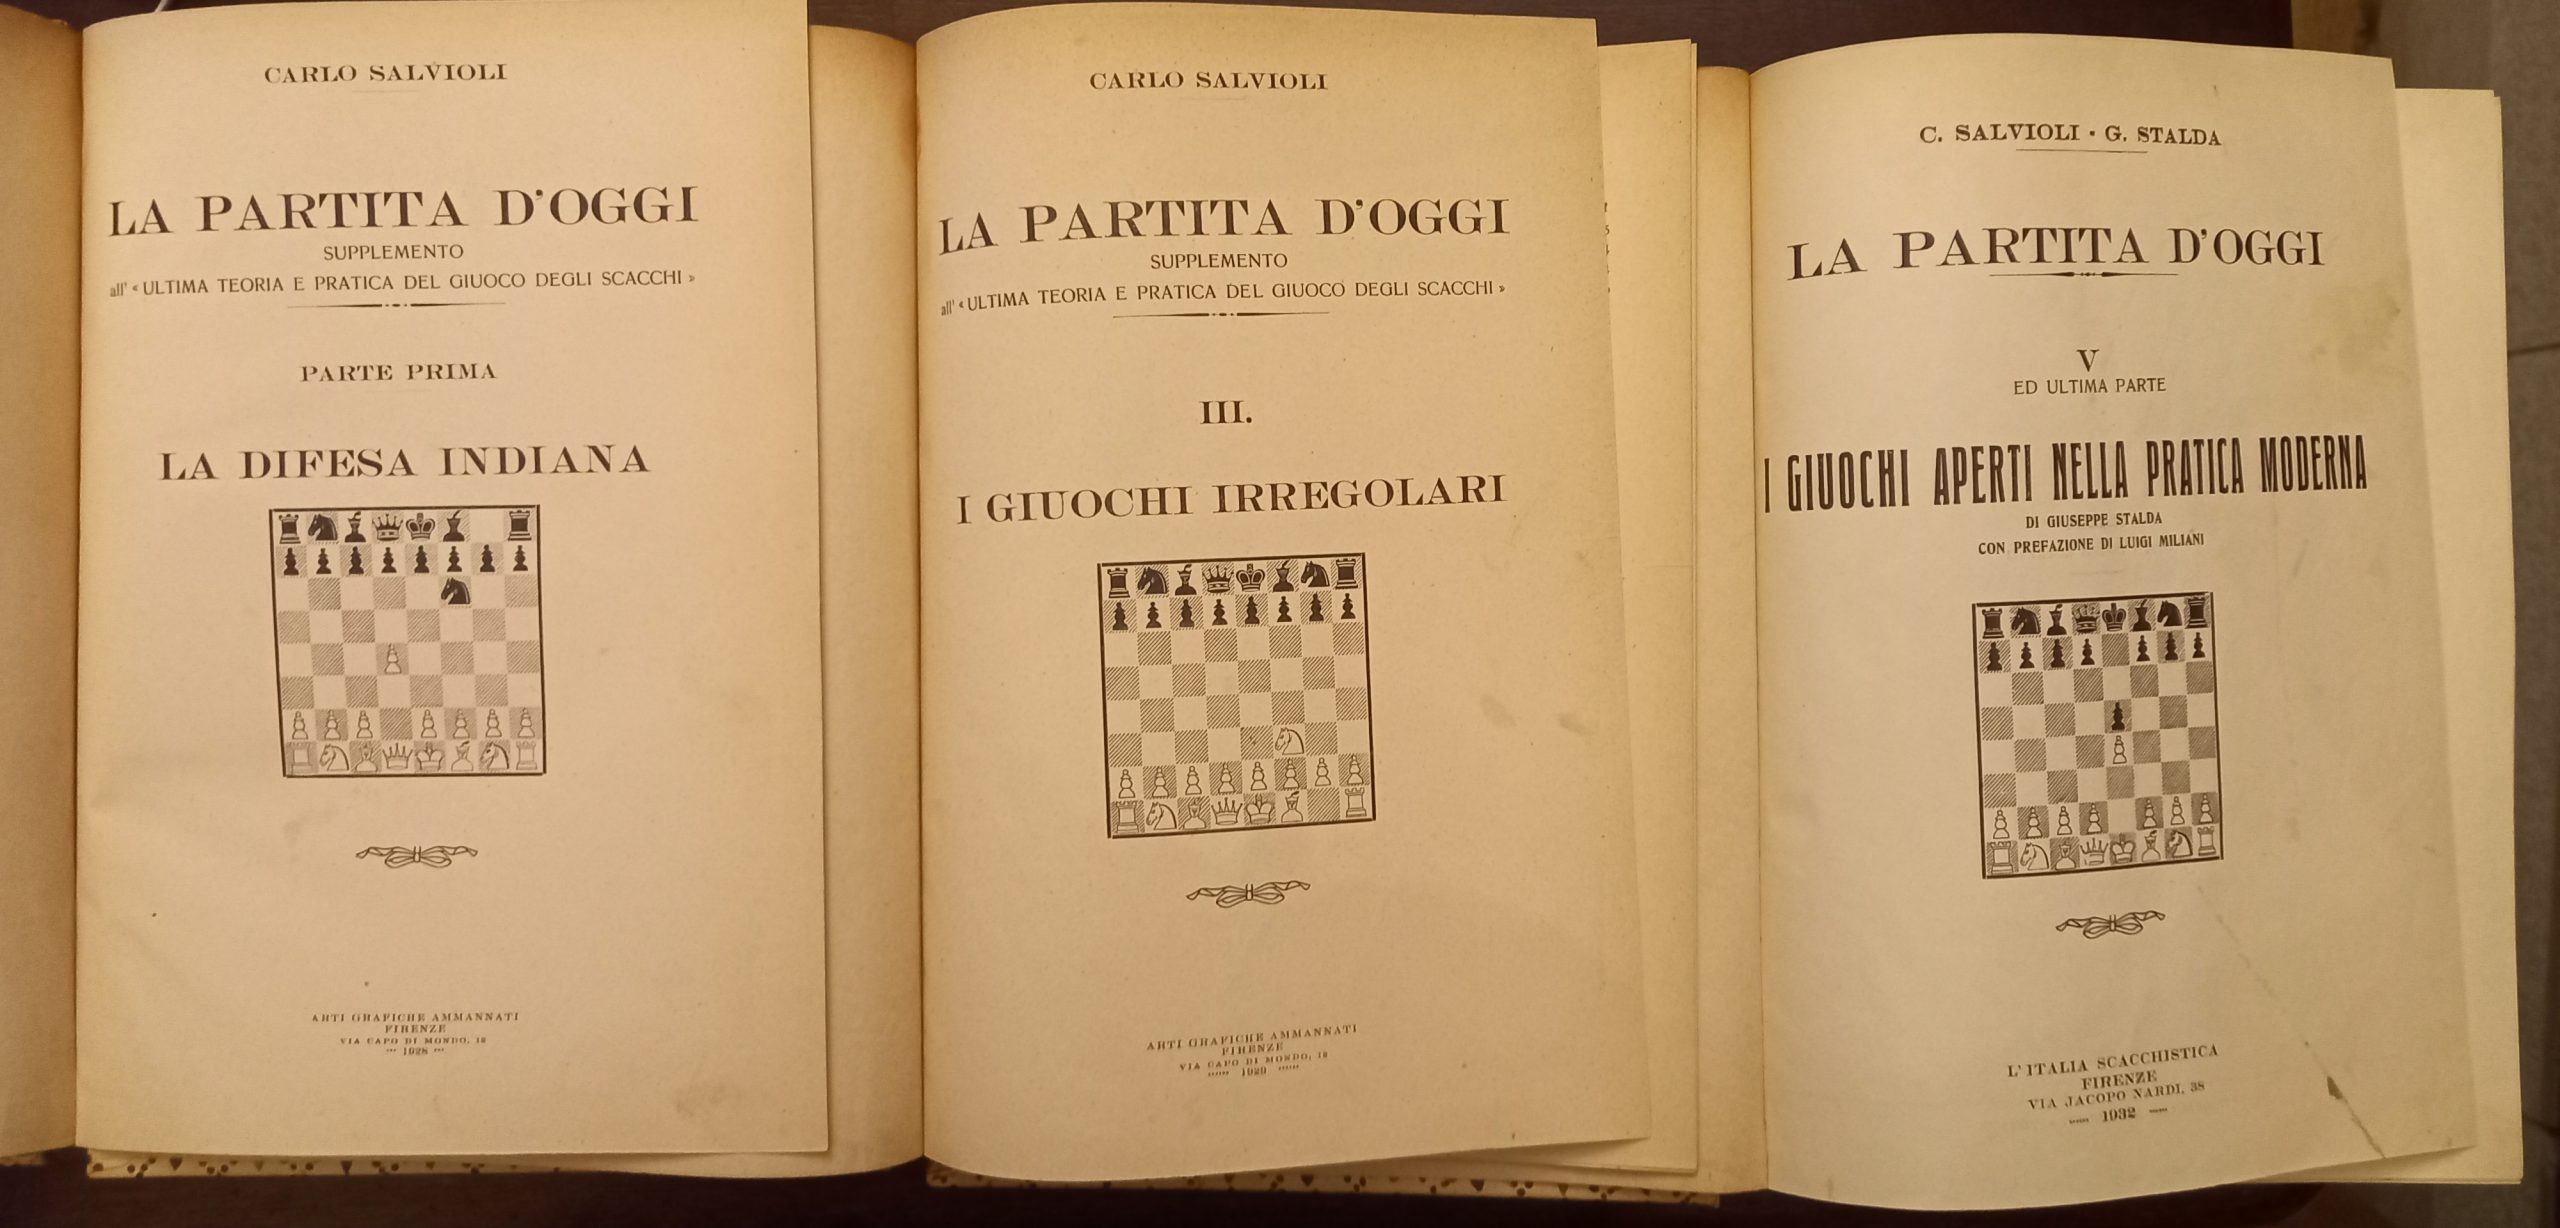 CARLO SALVIOLI
LA PARTITA D'OGGI
SUPPLEMENTO
all' « ULTIMA TEORIA E PRATICA DEL GIUOCO DEGLI SCACCHI »
PARTE PRIMA
LA DIFESA INDIANA
ARTI GRAFICHE AMMANNATI
FIRENZE
VIA CAPO DI MONDO, 12
1928
CARLO SALVIOLI
LA PARTITA D'OGGI
SUPPLEMENTO
all' « ULTIMA TEORIA E PRATICA DEL GIUOCO DEGLI SCACCHI »
III.
I GIUOCHI IRREGOLARI
ARTI GRAFICHE AMMANNATI
FIRENZE
VIA CAPO DI MONDO, 12
1929
C. SALVIOLI · G. STALDA
LA PARTITA D'OGGI
V
ED ULTIMA PARTE
I GIUOCHI APERTI NELLA PRATICA MODERNA
DI GIUSEPPE STALDA
CON PREFAZIONE DI LUIGI MILIANI
L'ITALIA SCACCHISTICA
FIRENZE
VIA JACOPO NARDI, 38
1932